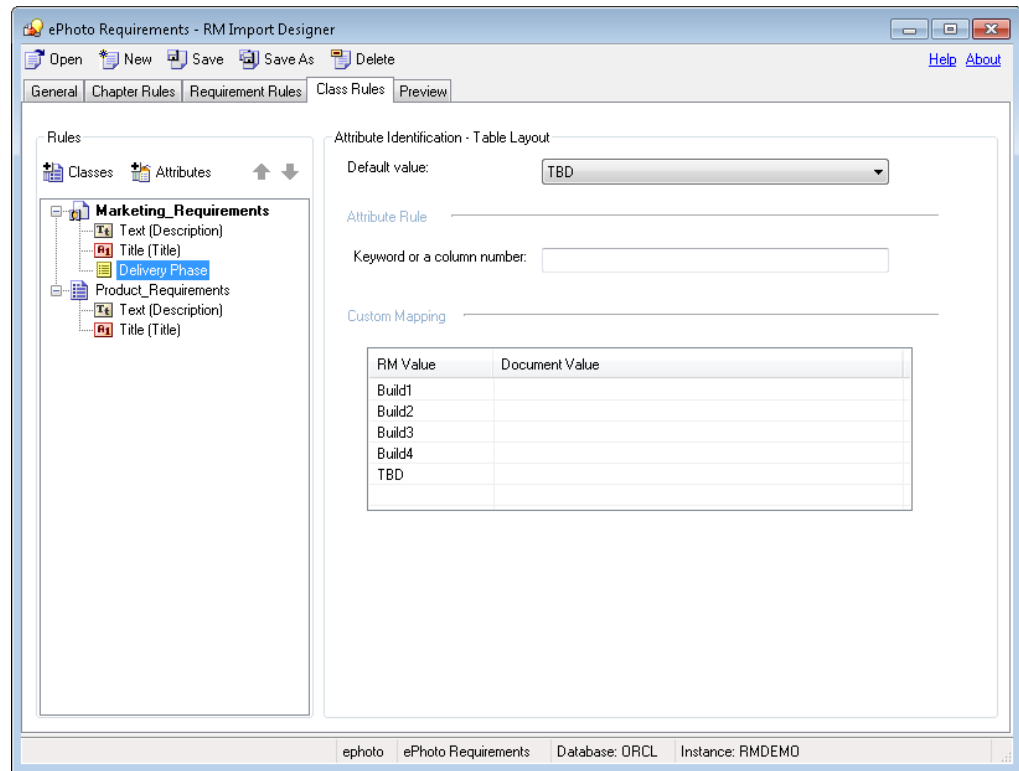 ePhoto Requirements - RM Import Designer
Open New Save Save As Delete Help About
General Chapter Rules Requirement Rules Class Rules Preview
Rules
Classes Attributes
Marketing_Requirements
Text (Description)
Title (Title)
Delivery Phase
Product_Requirements
Text (Description)
Title (Title)
Attribute Identification - Table Layout
Default value: TBD
Attribute Rule
Keyword or a column number:
Custom Mapping
RM Value Document Value
Build1
Build2
Build3
Build4
TBD
ephoto ePhoto Requirements Database: ORCL Instance: RMDEMO